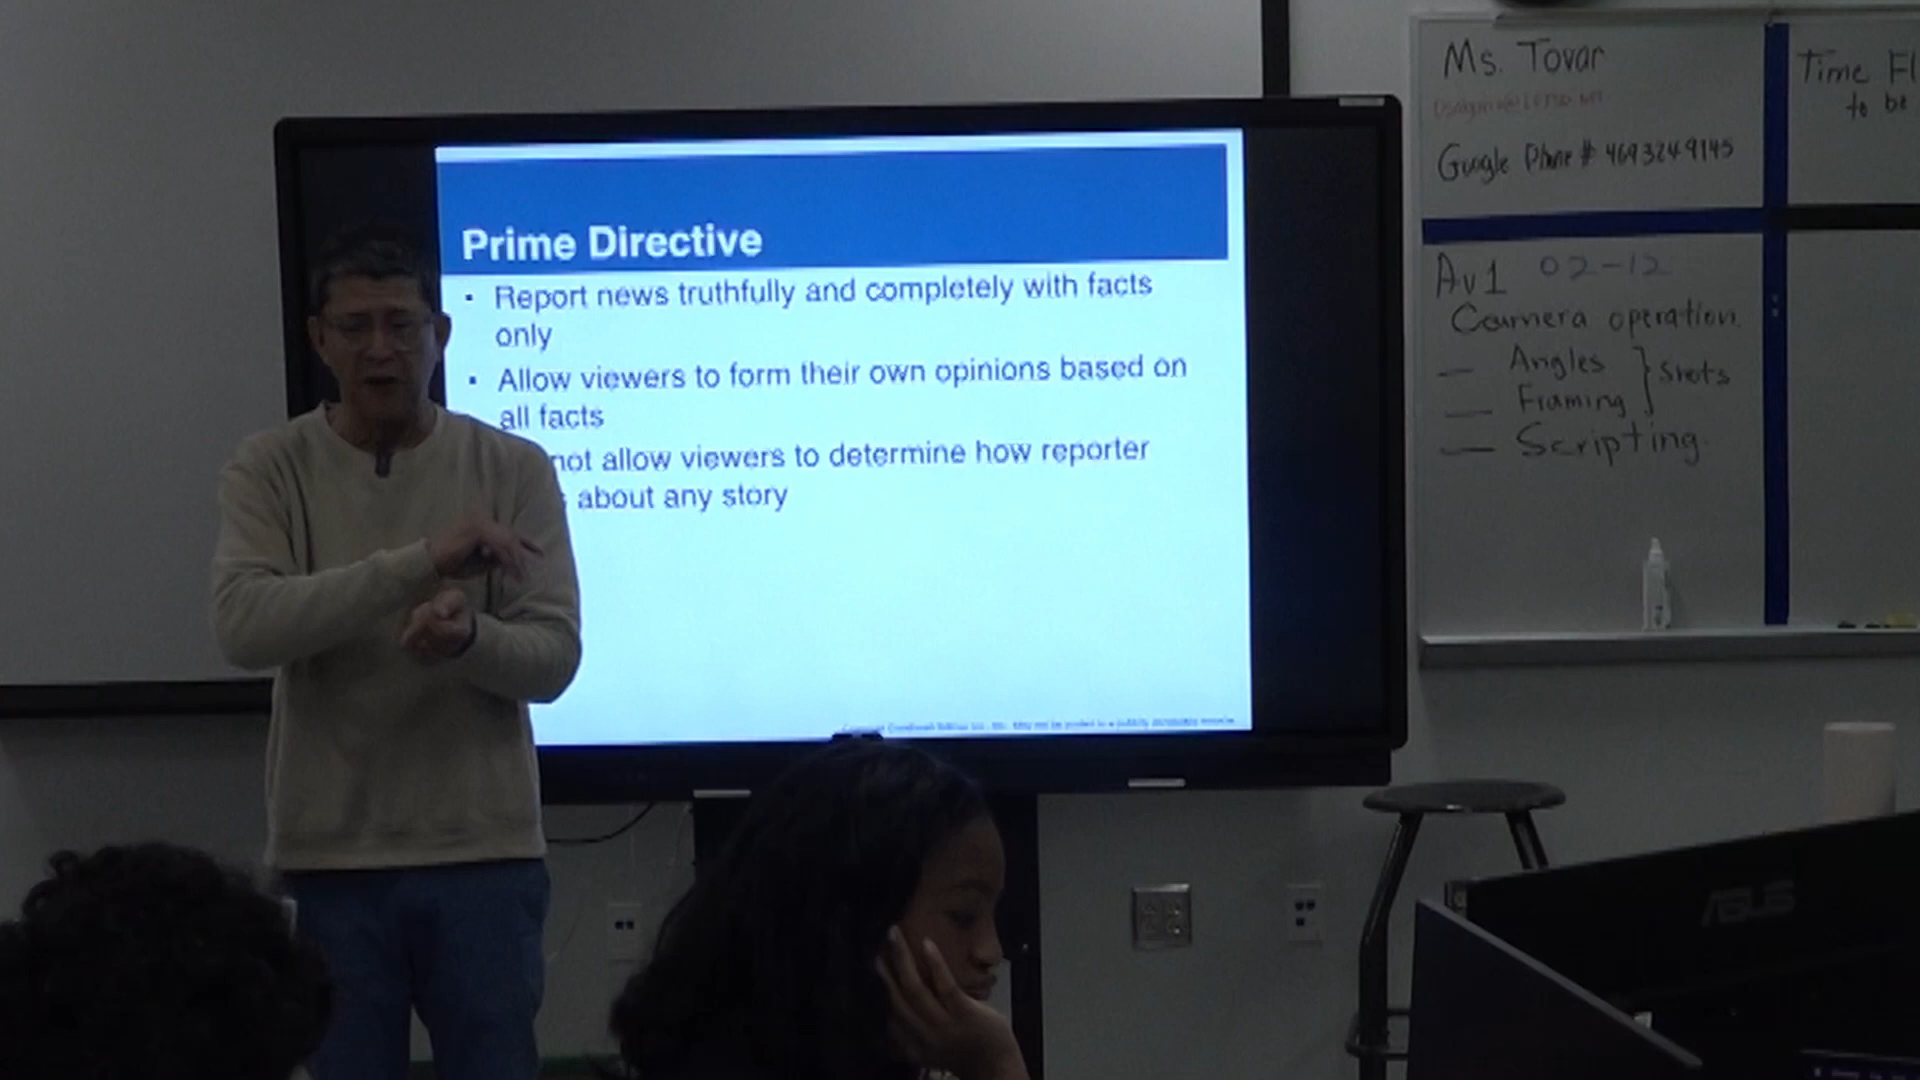 Prime Directive
▪ Report news truthfully and completely with facts
only
▪ Allow viewers to form their own opinions based on
all facts
not allow viewers to determine how reporter
about any story
Ms. Tovar
Google Phone # 469 324 9145
Time
to be
Av1 02-12
Camera operation
— Angles
— Framing } Shots
— Scripting
ASUS